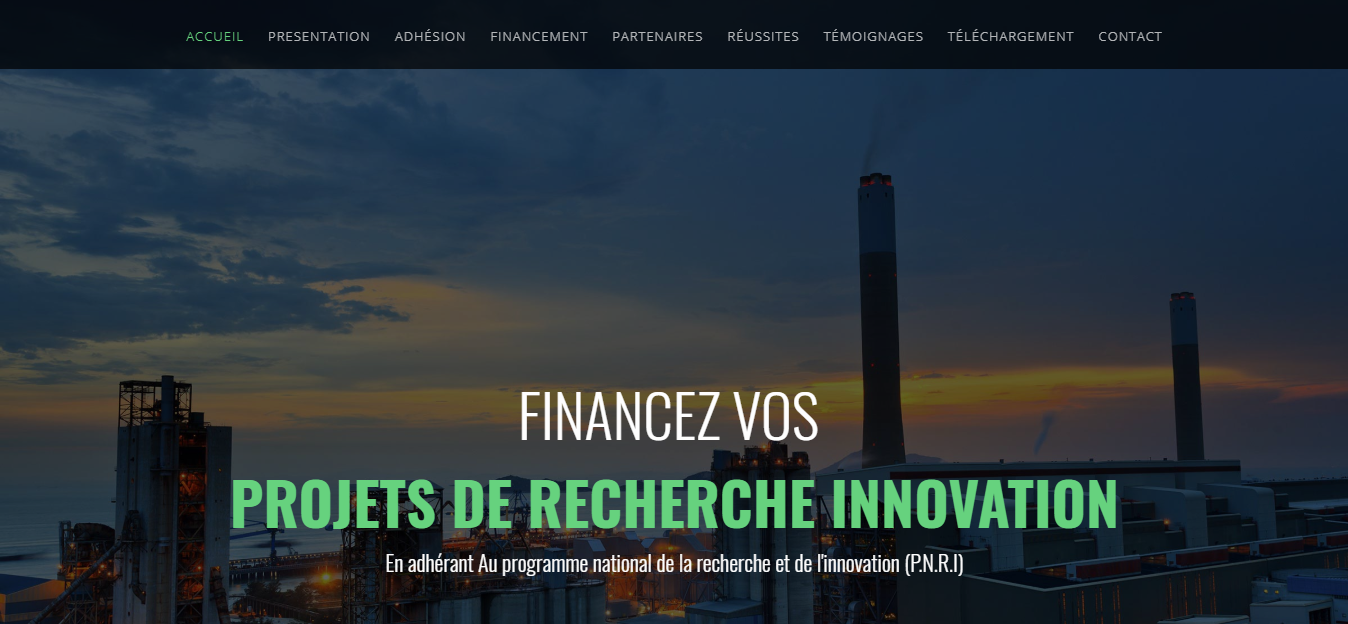 ACCUEIL PRESENTATION ADHÉSION FINANCEMENT PARTENAIRES RÉUSSITES TÉMOIGNAGES TÉLÉCHARGEMENT CONTACT
FINANCEZ VOS
PROJETS DE RECHERCHE INNOVATION
En adhérant Au programme national de la recherche et de l'innovation (P.N.R.I)